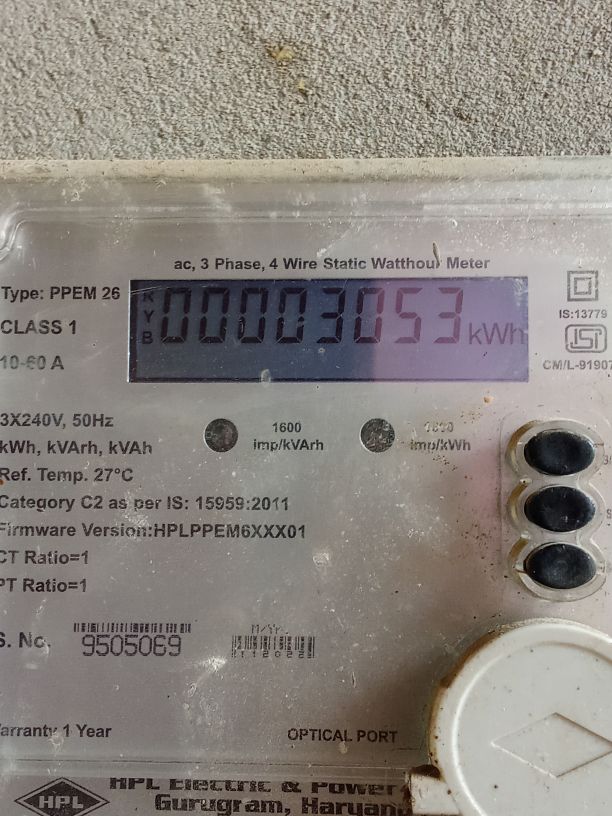 ac, 3 Phase, 4 Wire Static Watthour Meter
Type: PPEM 26
CLASS 1
10-60 A
R
Y
B
00003053 kWh
IS:13779
ISI
CM/L-91907
3X240V, 50Hz
kWh, kVArh, kVAh
Ref. Temp. 27°C
Category C2 as per IS: 15959:2011
Firmware Version:HPLPPEM6XXX01
CT Ratio=1
PT Ratio=1
1600
imp/kVArh
imp/kWh
S. No.
9505069
112022
Warranty 1 Year
OPTICAL PORT
HPL
HPL Electric & Power
Gurugram, Haryana